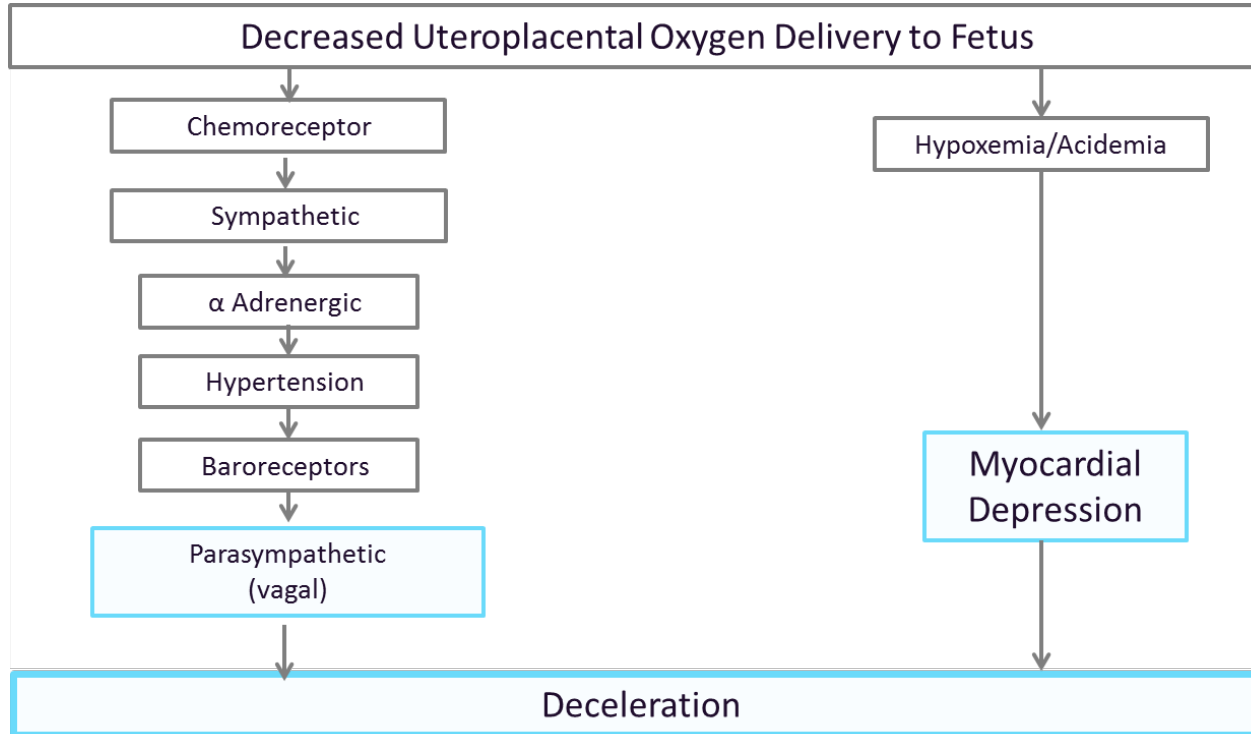 Decreased Uteroplacental Oxygen Delivery to Fetus
Chemoreceptor
Sympathetic
α Adrenergic
Hypertension
Baroreceptors
Parasympathetic
(vagal)
Hypoxemia/Acidemia
Myocardial
Depression
Deceleration